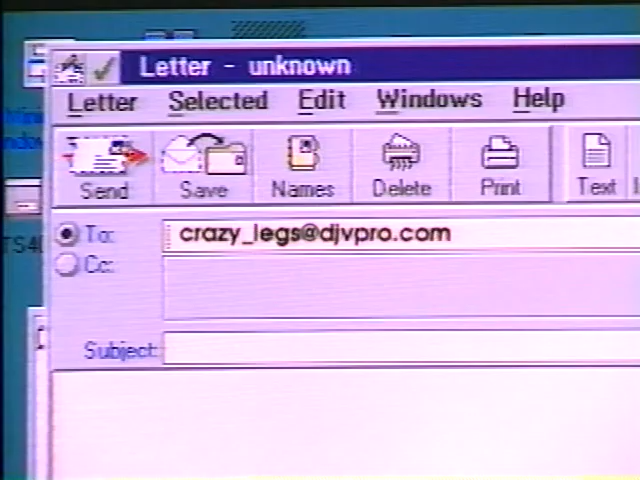 Letter - unknown
Letter Selected Edit Windows Help
Send Save Names Delete Print Text
To: crazy_legs@djvpro.com
Cc:
Subject: